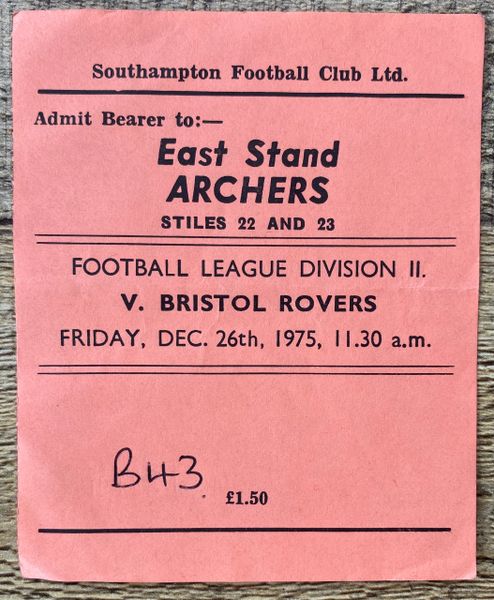 Southampton Football Club Ltd.
Admit Bearer to:—
East Stand
ARCHERS
STILES 22 AND 23
FOOTBALL LEAGUE DIVISION II.
V. BRISTOL ROVERS
FRIDAY, DEC. 26th, 1975, 11.30 a.m.
B43
£1.50